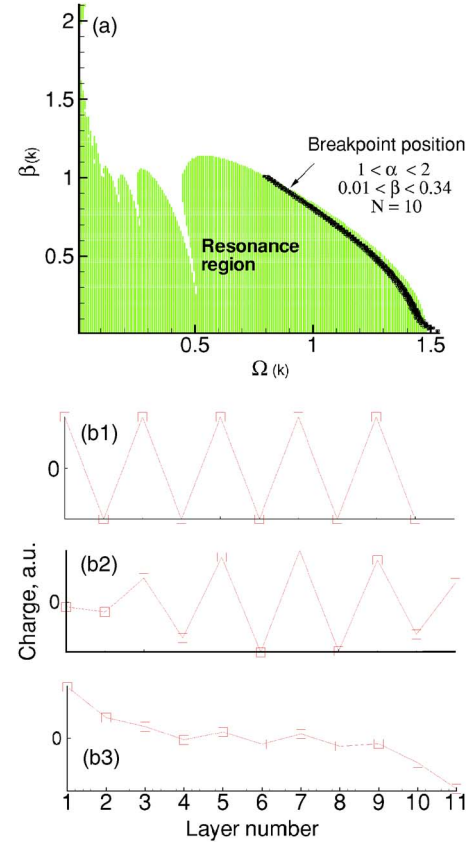 (a)
2
1.5
1
0.5
β(k)
Breakpoint position
1 < α < 2
0.01 < β < 0.34
N = 10
Resonance
region
0.5 1 1.5
Ω (k)
(b1)
0
(b2)
0
Charge, a.u.
0
(b3)
1 2 3 4 5 6 7 8 9 10 11
Layer number